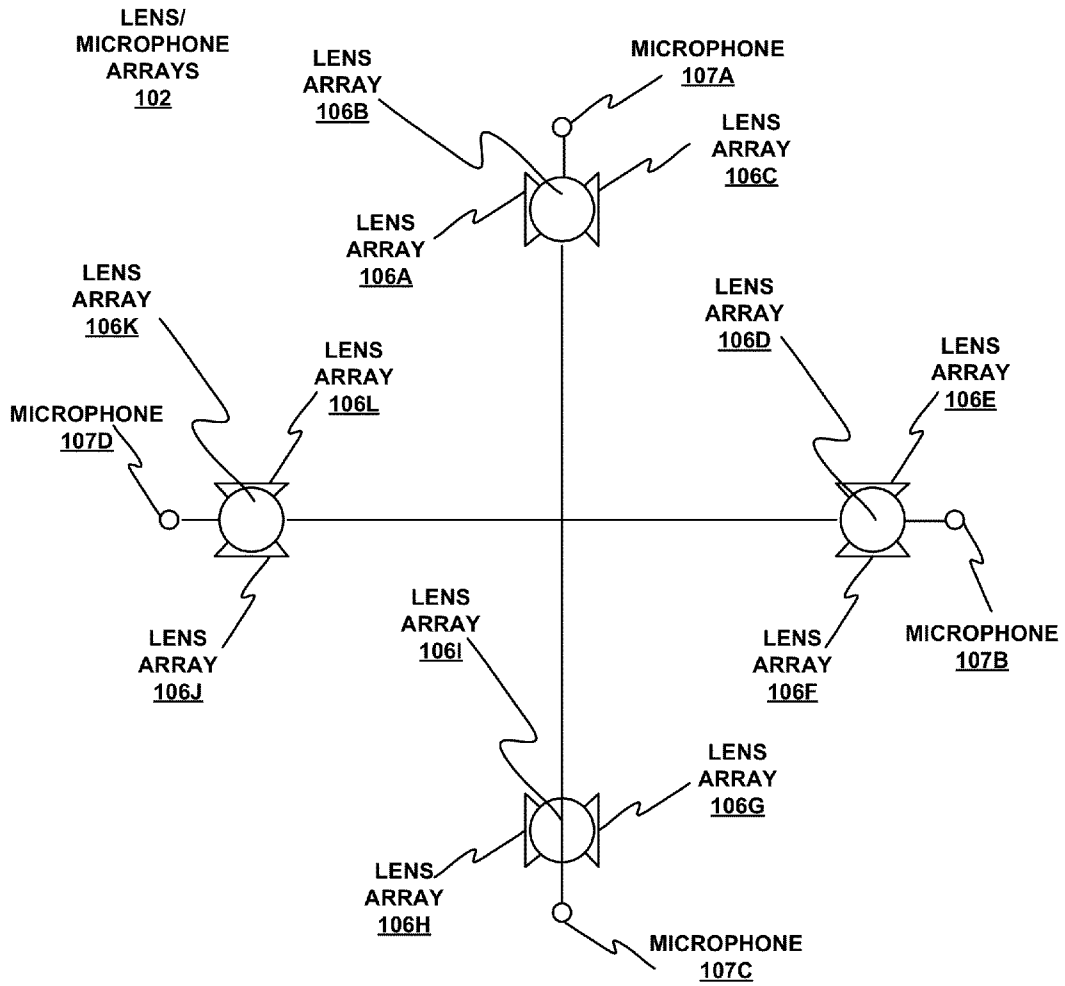 LENS/
MICROPHONE
ARRAYS
102
LENS
ARRAY
106B
MICROPHONE
107A
LENS
ARRAY
106C
LENS
ARRAY
106A
LENS
ARRAY
106K
LENS
ARRAY
106D
LENS
ARRAY
106L
LENS
ARRAY
106E
MICROPHONE
107D
LENS
ARRAY
106I
LENS
ARRAY
106J
LENS
ARRAY
106F
MICROPHONE
107B
LENS
ARRAY
106G
LENS
ARRAY
106H
MICROPHONE
107C